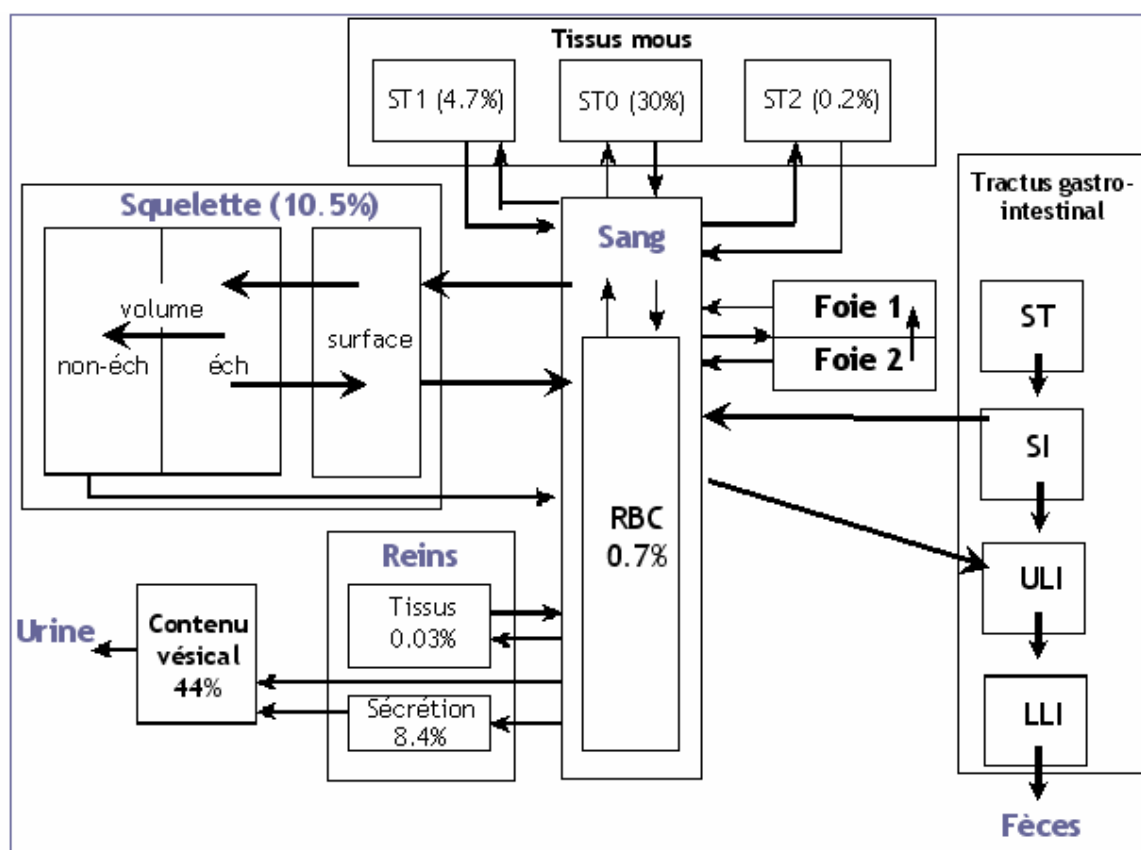 Tissus mous
ST1 (4.7%)
ST0 (30%)
ST2 (0.2%)
Squelette (10.5%)
Sang
Tractus gastro-
intestinal
volume
non-éch
éch
surface
Foie 1
Foie 2
ST
SI
RBC
0.7%
ULI
LLI
Fèces
Reins
Tissus
0.03%
Sécrétion
8.4%
Contenu
vésical
44%
Urine